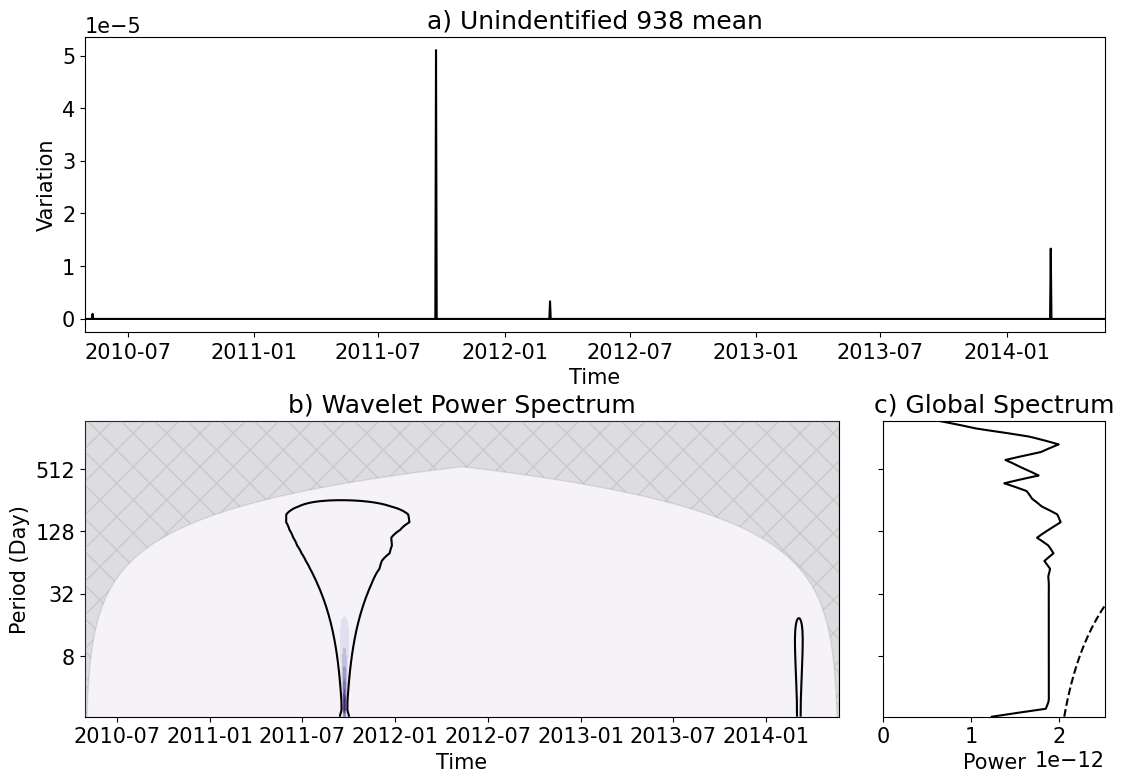 a) Unidentified 938 mean
1e−5
5
4
3
2
1
0
Variation
2010-07 2011-01 2011-07 2012-01 2012-07 2013-01 2013-07 2014-01
Time
b) Wavelet Power Spectrum
512
128
32
8
Period (Day)
2010-07 2011-01 2011-07 2012-01 2012-07 2013-01 2013-07 2014-01
Time
c) Global Spectrum
0 1 2
Power 1e−12